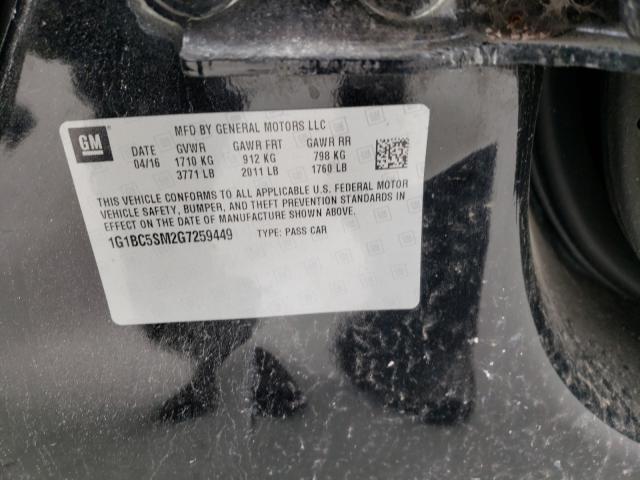 GM
MFD BY GENERAL MOTORS LLC
DATE GVWR GAWR FRT GAWR RR
04/16 1710 KG 912 KG 798 KG
3771 LB 2011 LB 1760 LB
THIS VEHICLE CONFORMS TO ALL APPLICABLE U.S. FEDERAL MOTOR
VEHICLE SAFETY, BUMPER, AND THEFT PREVENTION STANDARDS IN
EFFECT ON THE DATE OF MANUFACTURE SHOWN ABOVE.
1G1BC5SM2G7259449 TYPE: PASS CAR